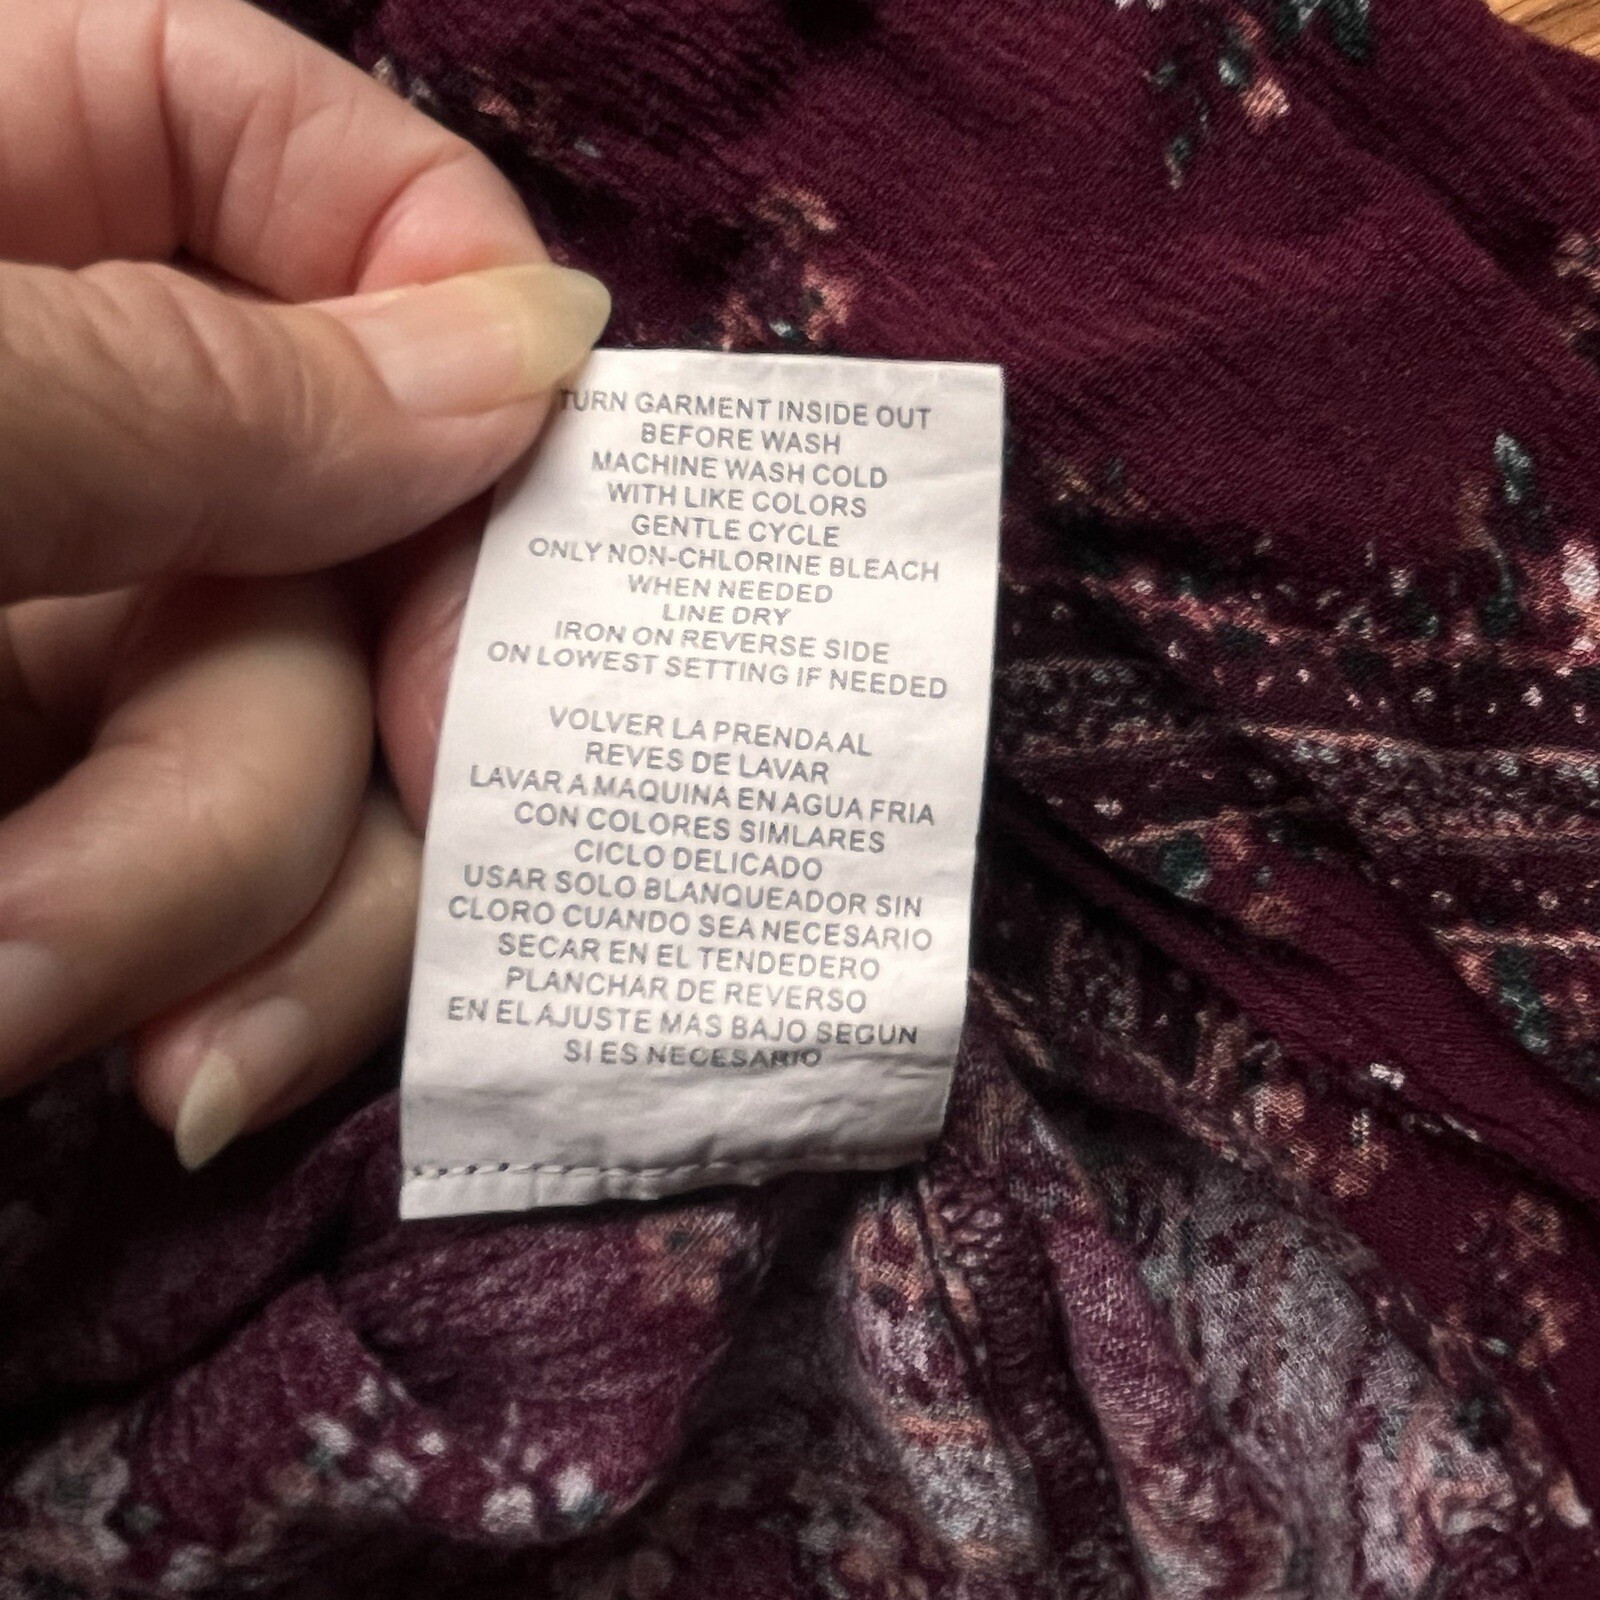 TURN GARMENT INSIDE OUT
BEFORE WASH
MACHINE WASH COLD
WITH LIKE COLORS
GENTLE CYCLE
ONLY NON-CHLORINE BLEACH
WHEN NEEDED
LINE DRY
IRON ON REVERSE SIDE
ON LOWEST SETTING IF NEEDED
VOLVER LA PRENDA AL
REVES DE LAVAR
LAVAR A MAQUINA EN AGUA FRIA
CON COLORES SIMLARES
CICLO DELICADO
USAR SOLO BLANQUEADOR SIN
CLORO CUANDO SEA NECESARIO
SECAR EN EL TENDEDERO
PLANCHAR DE REVERSO
EN EL AJUSTE MAS BAJO SEGUN
SI ES NECESARIO